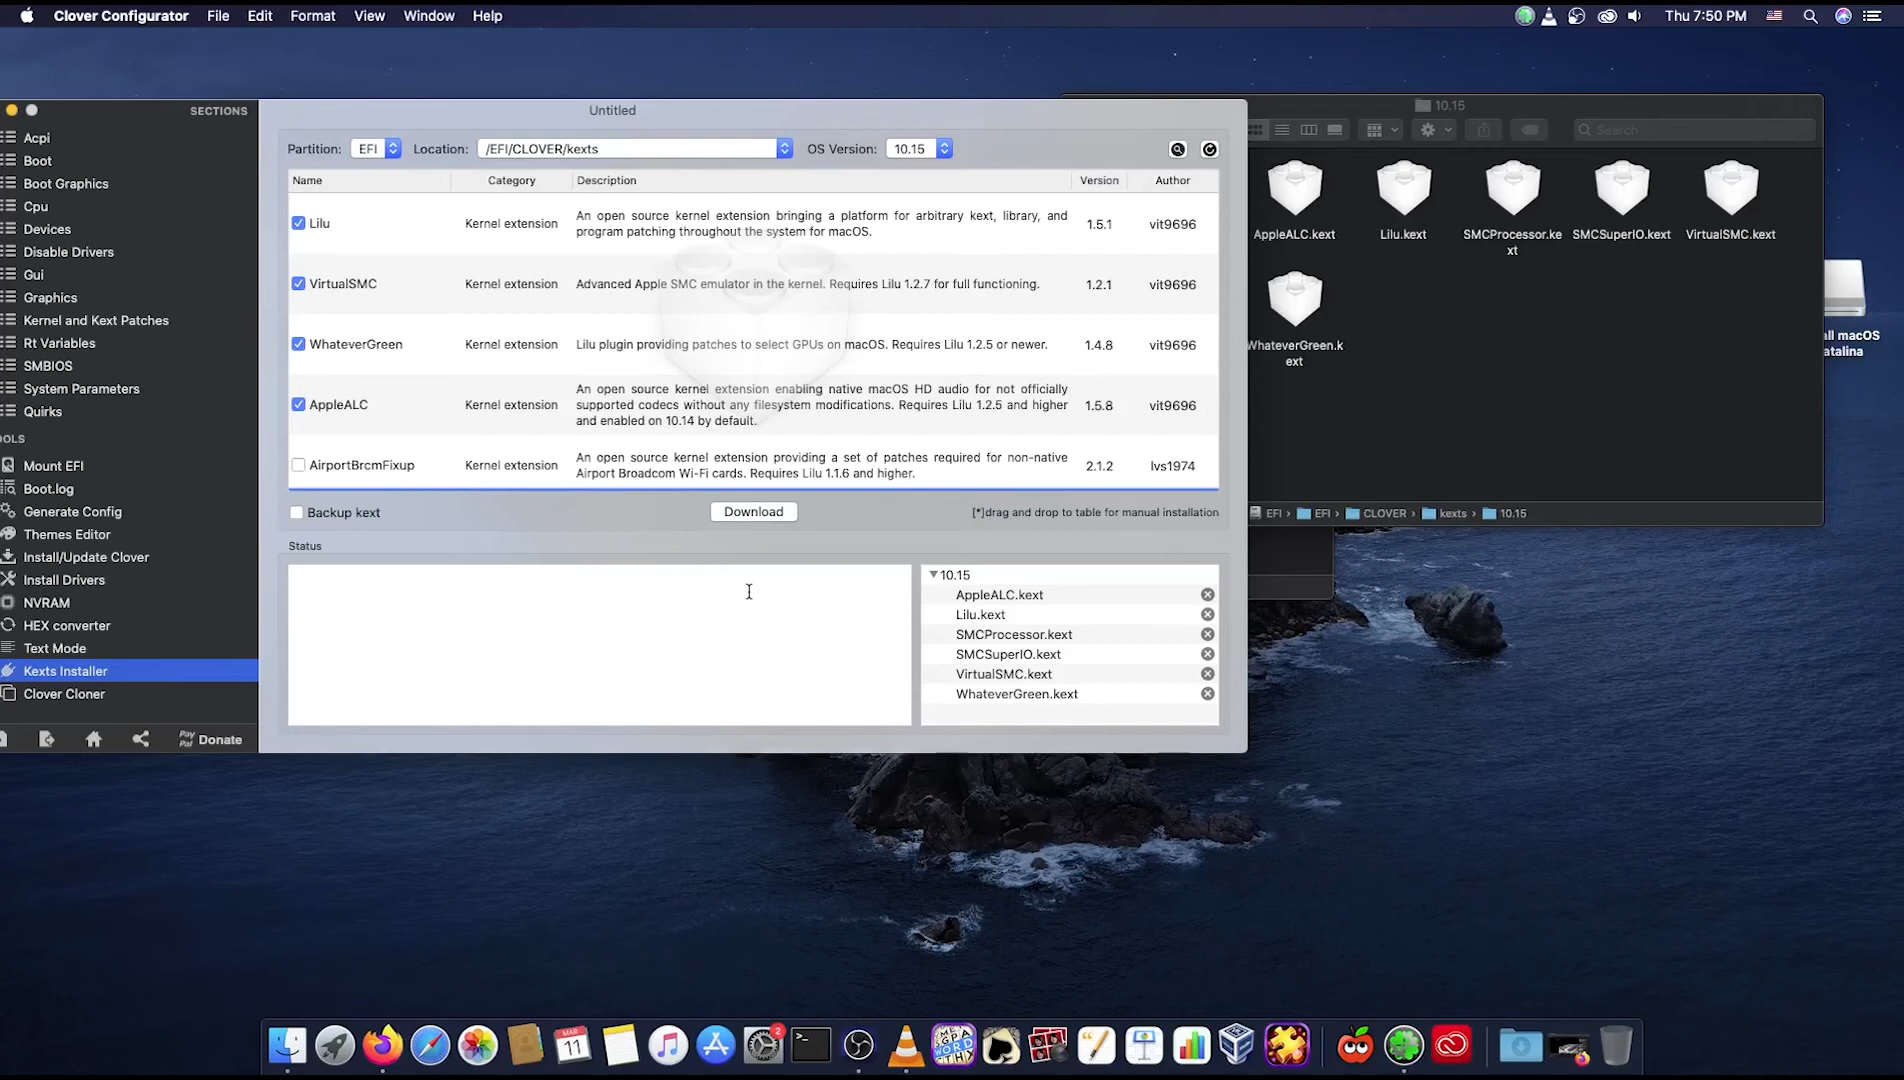 Clover Configurator File Edit Format View Window Help
Thu 7:50 PM
SECTIONS
Acpi
Boot
Boot Graphics
Cpu
Devices
Disable Drivers
Gui
Graphics
Kernel and Kext Patches
Rt Variables
SMBIOS
System Parameters
Quirks
OOLS
Mount EFI
Boot.log
Generate Config
Themes Editor
Install/Update Clover
Install Drivers
NVRAM
HEX converter
Text Mode
Kexts Installer
Clover Cloner
Pay Pal Donate
Untitled
Partition: EFI Location: /EFI/CLOVER/kexts OS Version: 10.15
Name Category Description Version Author
Lilu Kernel extension An open source kernel extension bringing a platform for arbitrary kext, library, and
program patching throughout the system for macOS. 1.5.1 vit9696
VirtualSMC Kernel extension Advanced Apple SMC emulator in the kernel. Requires Lilu 1.2.7 for full functioning. 1.2.1 vit9696
WhateverGreen Kernel extension Lilu plugin providing patches to select GPUs on macOS. Requires Lilu 1.2.5 or newer. 1.4.8 vit9696
An open source kernel extension enabling native macOS HD audio for not officially
AppleALC Kernel extension supported codecs without any filesystem modifications. Requires Lilu 1.2.5 and higher 1.5.8 vit9696
and enabled on 10.14 by default.
AirportBrcmFixup Kernel extension An open source kernel extension providing a set of patches required for non-native
Airport Broadcom Wi-Fi cards. Requires Lilu 1.1.6 and higher. 2.1.2 lvs1974
Backup kext Download [*]drag and drop to table for manual installation
Status
10.15
AppleALC.kext
Lilu.kext
SMCProcessor.kext
SMCSuperIO.kext
VirtualSMC.kext
WhateverGreen.kext
10.15
Search
AppleALC.kext Lilu.kext SMCProcessor.ke
xt SMCSuperIO.kext VirtualSMC.kext
WhateverGreen.k
ext
EFI › EFI › CLOVER › kexts › 10.15
all macOS
atalina
MAR
11
2